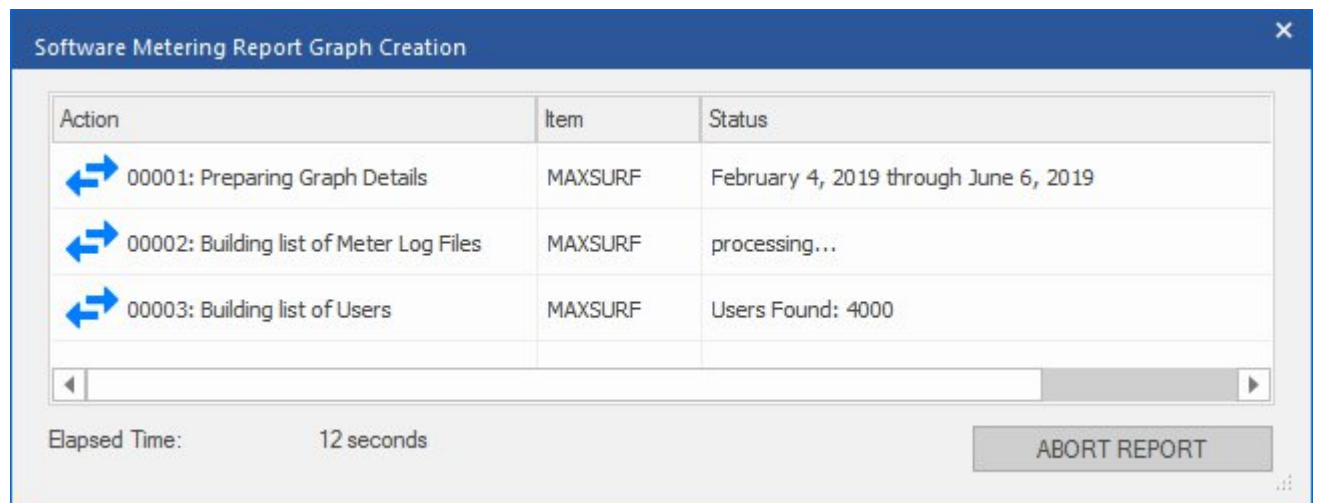 Software Metering Report Graph Creation
Action Item Status
00001: Preparing Graph Details MAXSURF February 4, 2019 through June 6, 2019
00002: Building list of Meter Log Files MAXSURF processing...
00003: Building list of Users MAXSURF Users Found: 4000
Elapsed Time: 12 seconds
ABORT REPORT